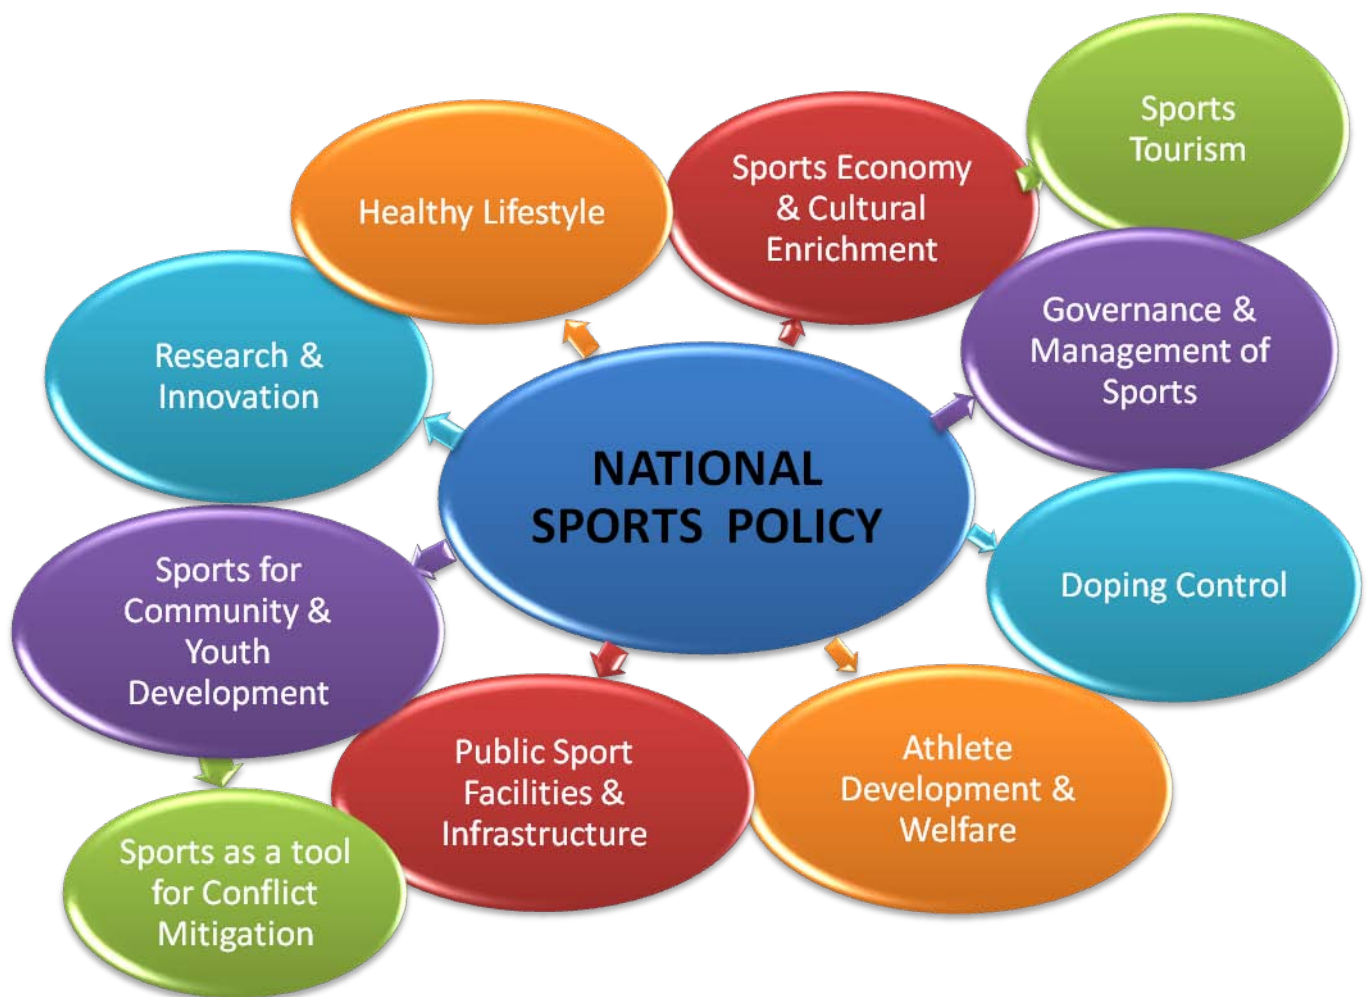 Sports
Tourism
Healthy Lifestyle
Sports Economy
& Cultural
Enrichment
Governance &
Management of
Sports
Research &
Innovation
NATIONAL
SPORTS POLICY
Doping Control
Sports for
Community &
Youth
Development
Public Sport
Facilities &
Infrastructure
Athlete
Development &
Welfare
Sports as a tool
for Conflict
Mitigation